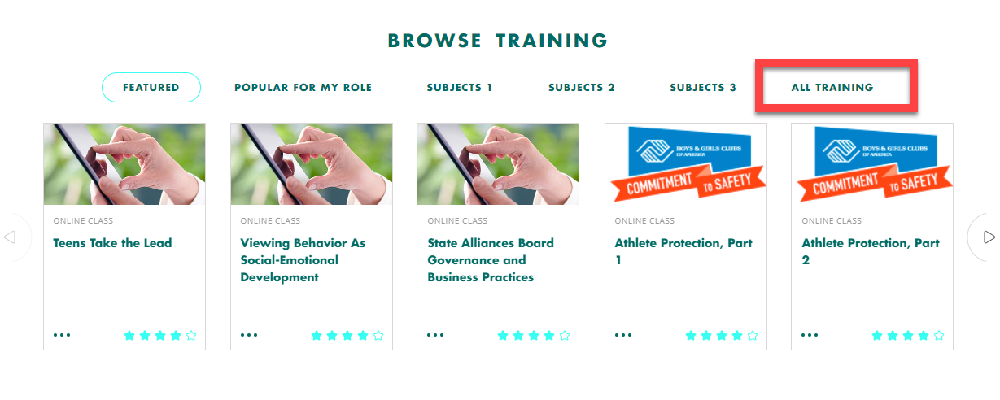 BROWSE TRAINING
FEATURED
POPULAR FOR MY ROLE
SUBJECTS 1
SUBJECTS 2
SUBJECTS 3
ALL TRAINING
ONLINE CLASS
Teens Take the Lead
ONLINE CLASS
Viewing Behavior As
Social-Emotional
Development
ONLINE CLASS
State Alliances Board
Governance and
Business Practices
BOYS & GIRLS CLUBS
OF AMERICA
COMMITMENT
TO SAFETY
ONLINE CLASS
Athlete Protection, Part
1
BOYS & GIRLS CLUBS
OF AMERICA
COMMITMENT
TO SAFETY
ONLINE CLASS
Athlete Protection, Part
2